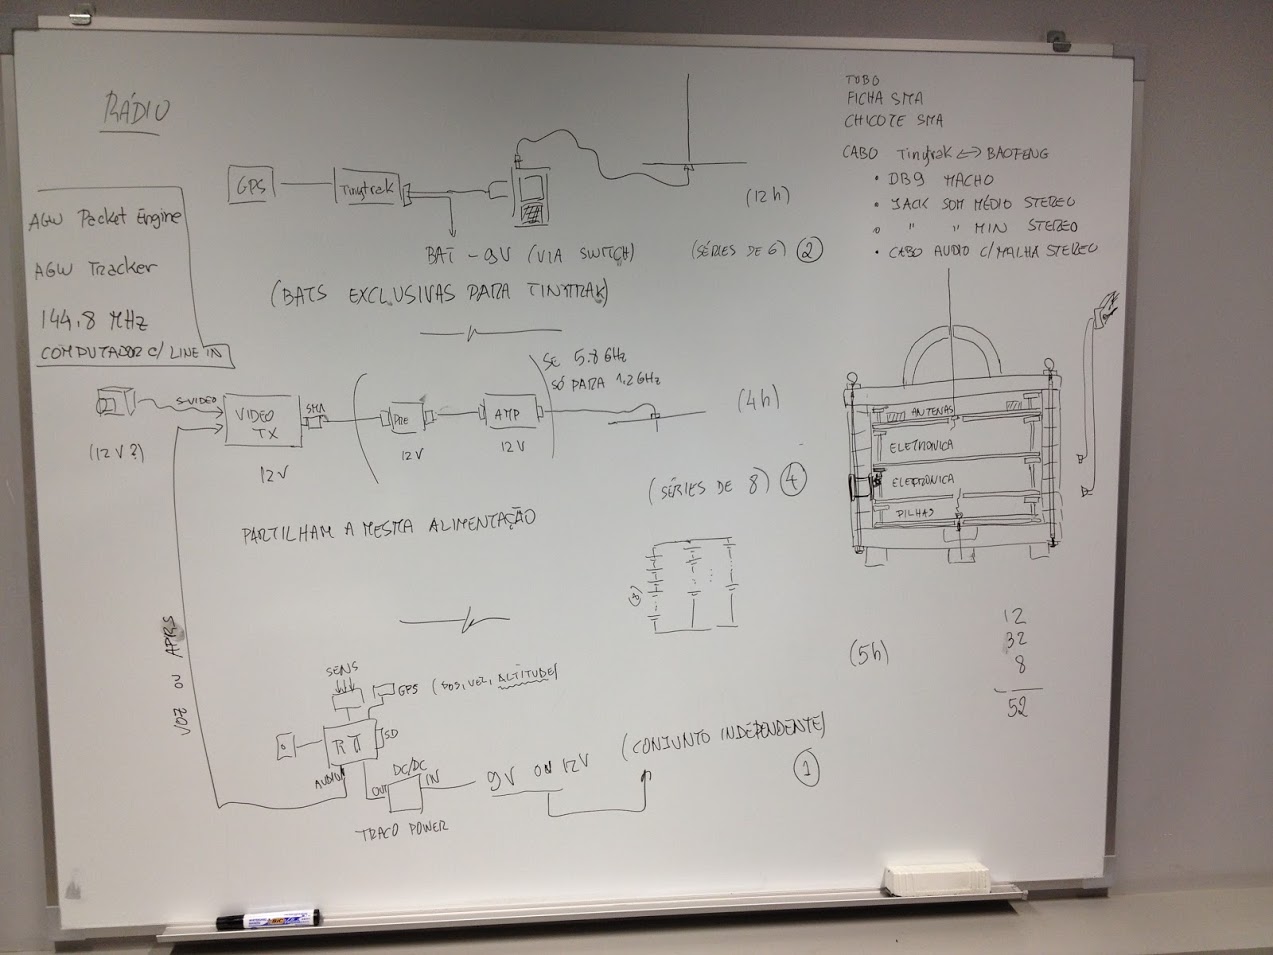 RÁDIO
AGW Packet Engine
AGW Tracker
144.8 MHz
COMPUTADOR C/ LINE IN
GPS
Tinytrak
(12h)
BAT - 9V (VIA SWITCH)
(SÉRIES DE 6) 2
(BATS EXCLUSIVAS PARA TINYTRAK)
SE 5.8 GHz
SÓ PARA 1.2 GHz
S-VIDEO
VIDEO
TX
SMA
PRE
AMP
(4h)
(12V?)
12V
12V
12V
(SÉRIES DE 8) 4
PARTILHAM A MESMA ALIMENTAÇÃO
(8)
VOZ OU APRS
(5h)
SENS
GPS
ALTITUDE)
SD
AUDIO
DC/DC
OUT
IN
9V OU 12V
(CONJUNTO INDEPENDENTE)
1
TRACO POWER
TUBO
FICHA SMA
CHICOTE SMA
CABO Tinytrak <-> BAOFENG
• DB9 MACHO
• JACK SOM MÉDIO STEREO
• " " MIN STEREO
• CABO AUDIO C/ MALHA STEREO
ANTENAS
ELETRONICA
ELETRONICA
PILHAS
12
32
8
52
BIC